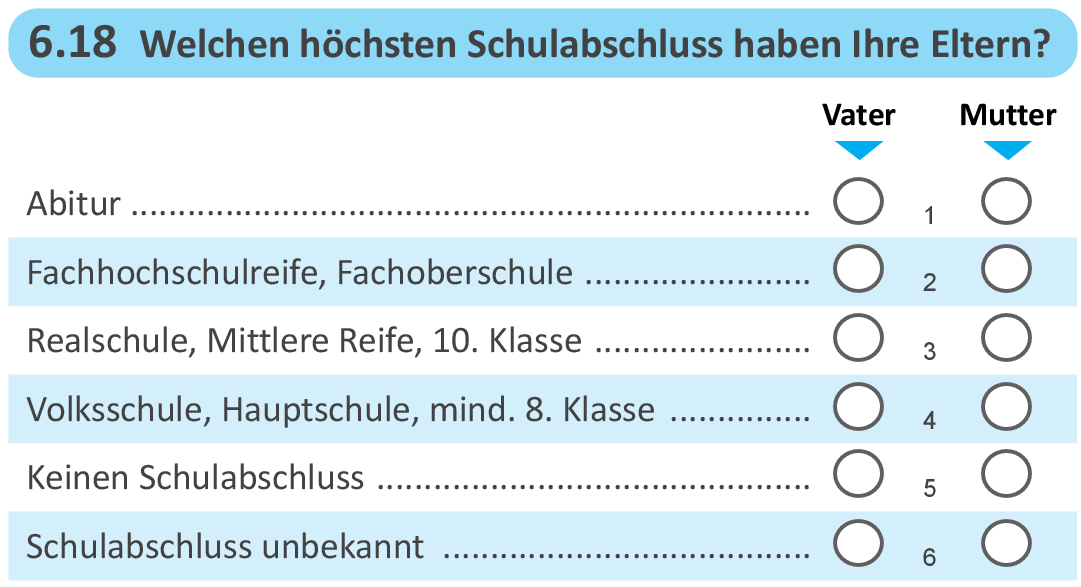 6.18 Welchen höchsten Schulabschluss haben Ihre Eltern?
Vater Mutter
Abitur ........................................................................ 1
Fachhochschulreife, Fachoberschule ........................ 2
Realschule, Mittlere Reife, 10. Klasse ....................... 3
Volksschule, Hauptschule, mind. 8. Klasse ............... 4
Keinen Schulabschluss .............................................. 5
Schulabschluss unbekannt ....................................... 6